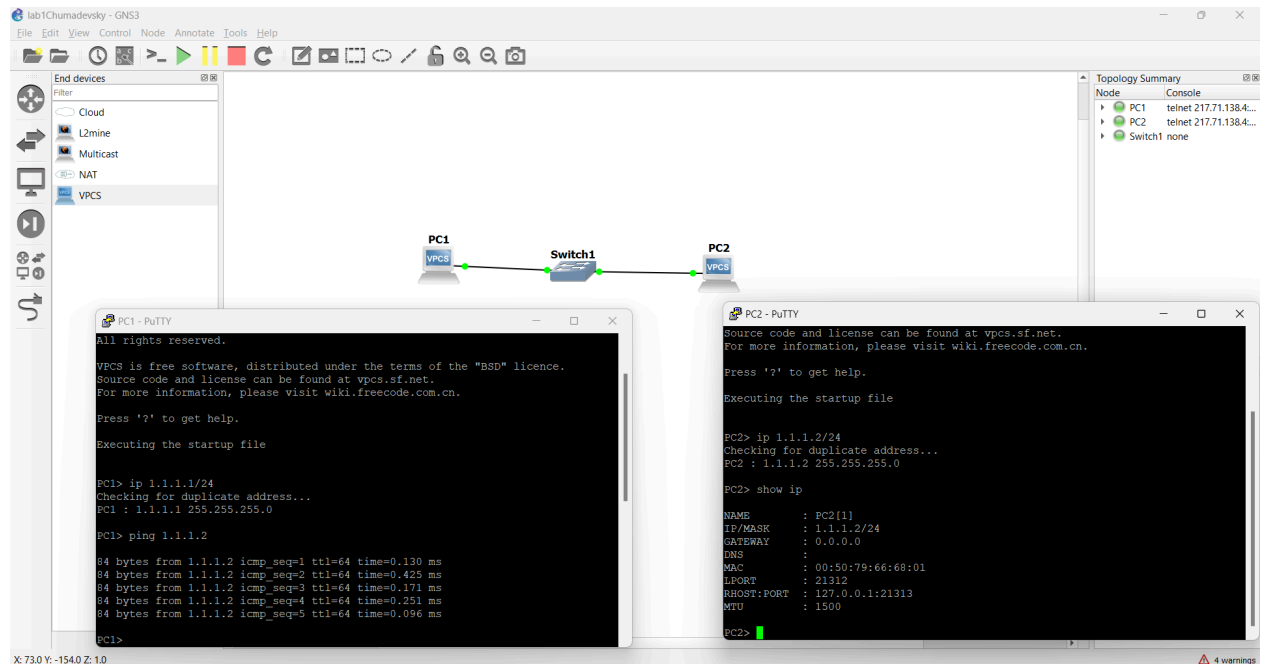 lab1Chumadevsky - GNS3
File Edit View Control Node Annotate Tools Help
End devices
Filter
Cloud
L2mine
Multicast
NAT
VPCS
PC1
VPCS
Switch1
PC2
VPCS
Topology Summary
Node Console
PC1 telnet 217.71.138.4:...
PC2 telnet 217.71.138.4:...
Switch1 none
PC1 - PuTTY
All rights reserved.
VPCS is free software, distributed under the terms of the "BSD" licence.
Source code and license can be found at vpcs.sf.net.
For more information, please visit wiki.freecode.com.cn.
Press '?' to get help.
Executing the startup file
PC1> ip 1.1.1.1/24
Checking for duplicate address...
PC1 : 1.1.1.1 255.255.255.0
PC1> ping 1.1.1.2
84 bytes from 1.1.1.2 icmp_seq=1 ttl=64 time=0.130 ms
84 bytes from 1.1.1.2 icmp_seq=2 ttl=64 time=0.425 ms
84 bytes from 1.1.1.2 icmp_seq=3 ttl=64 time=0.171 ms
84 bytes from 1.1.1.2 icmp_seq=4 ttl=64 time=0.251 ms
84 bytes from 1.1.1.2 icmp_seq=5 ttl=64 time=0.096 ms
PC1>
PC2 - PuTTY
Source code and license can be found at vpcs.sf.net.
For more information, please visit wiki.freecode.com.cn.
Press '?' to get help.
Executing the startup file
PC2> ip 1.1.1.2/24
Checking for duplicate address...
PC2 : 1.1.1.2 255.255.255.0
PC2> show ip
NAME : PC2[1]
IP/MASK : 1.1.1.2/24
GATEWAY : 0.0.0.0
DNS :
MAC : 00:50:79:66:68:01
LPORT : 21312
RHOST:PORT : 127.0.0.1:21313
MTU : 1500
PC2>
X: 73.0 Y: -154.0 Z: 1.0
4 warnings